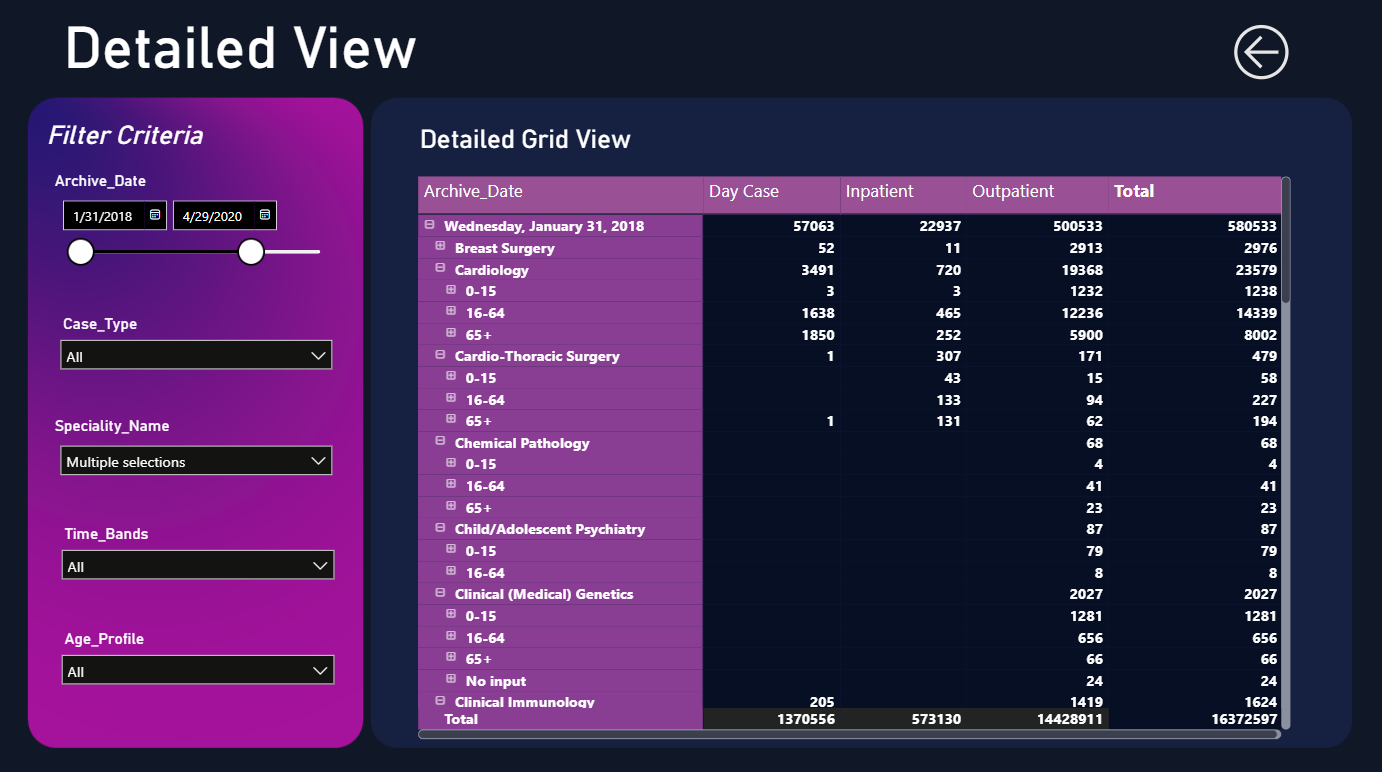 Detailed View
Filter Criteria
Archive_Date
1/31/2018 4/29/2020
Case_Type
All
Speciality_Name
Multiple selections
Time_Bands
All
Age_Profile
All
Detailed Grid View
Archive_Date Day Case Inpatient Outpatient Total
Wednesday, January 31, 2018 57063 22937 500533 580533
Breast Surgery 52 11 2913 2976
Cardiology 3491 720 19368 23579
0-15 3 3 1232 1238
16-64 1638 465 12236 14339
65+ 1850 252 5900 8002
Cardio-Thoracic Surgery 1 307 171 479
0-15 43 15 58
16-64 133 94 227
65+ 1 131 62 194
Chemical Pathology 68 68
0-15 4 4
16-64 41 41
65+ 23 23
Child/Adolescent Psychiatry 87 87
0-15 79 79
16-64 8 8
Clinical (Medical) Genetics 2027 2027
0-15 1281 1281
16-64 656 656
65+ 66 66
No input 24 24
Clinical Immunology 205 1419 1624
Total 1370556 573130 14428911 16372597